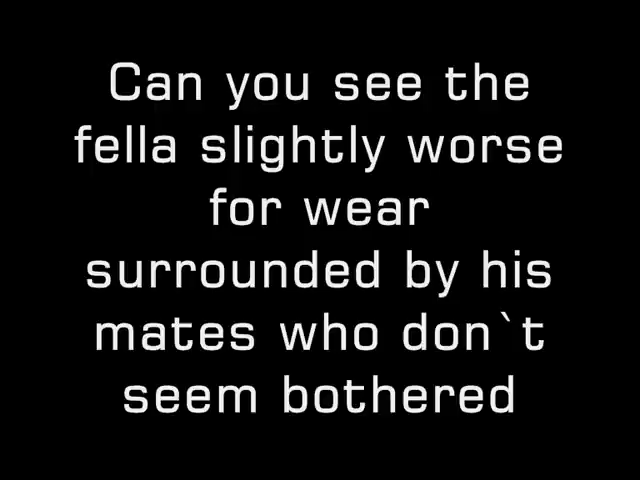 Can you see the
fella slightly worse
for wear
surrounded by his
mates who don`t
seem bothered